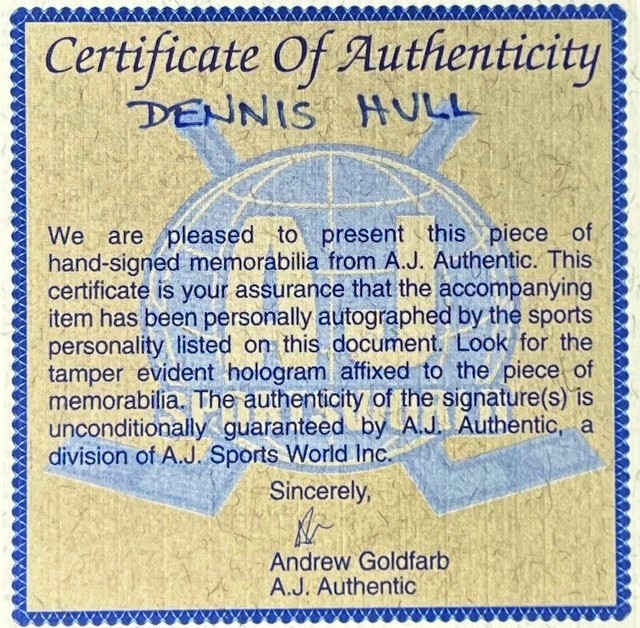 Certificate Of Authenticity
DENNIS HULL
We are pleased to present this piece of
hand-signed memorabilia from A.J. Authentic. This
certificate is your assurance that the accompanying
item has been personally autographed by the sports
personality listed on this document. Look for the
tamper evident hologram affixed to the piece of
memorabilia. The authenticity of the signature(s) is
unconditionally guaranteed by A.J. Authentic, a
division of A.J. Sports World Inc.
Sincerely,
Andrew Goldfarb
A.J. Authentic
AJ
SPORTS WORLD